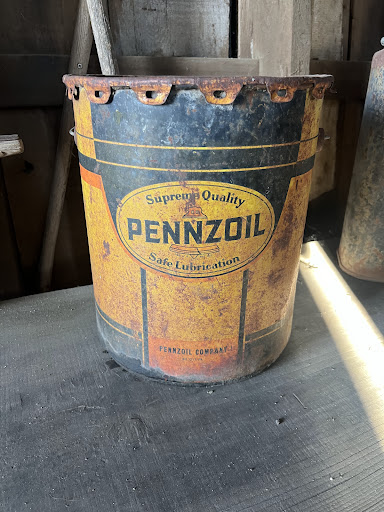 Supreme Quality
PENNZOIL
Safe Lubrication
PENNZOIL COMPANY